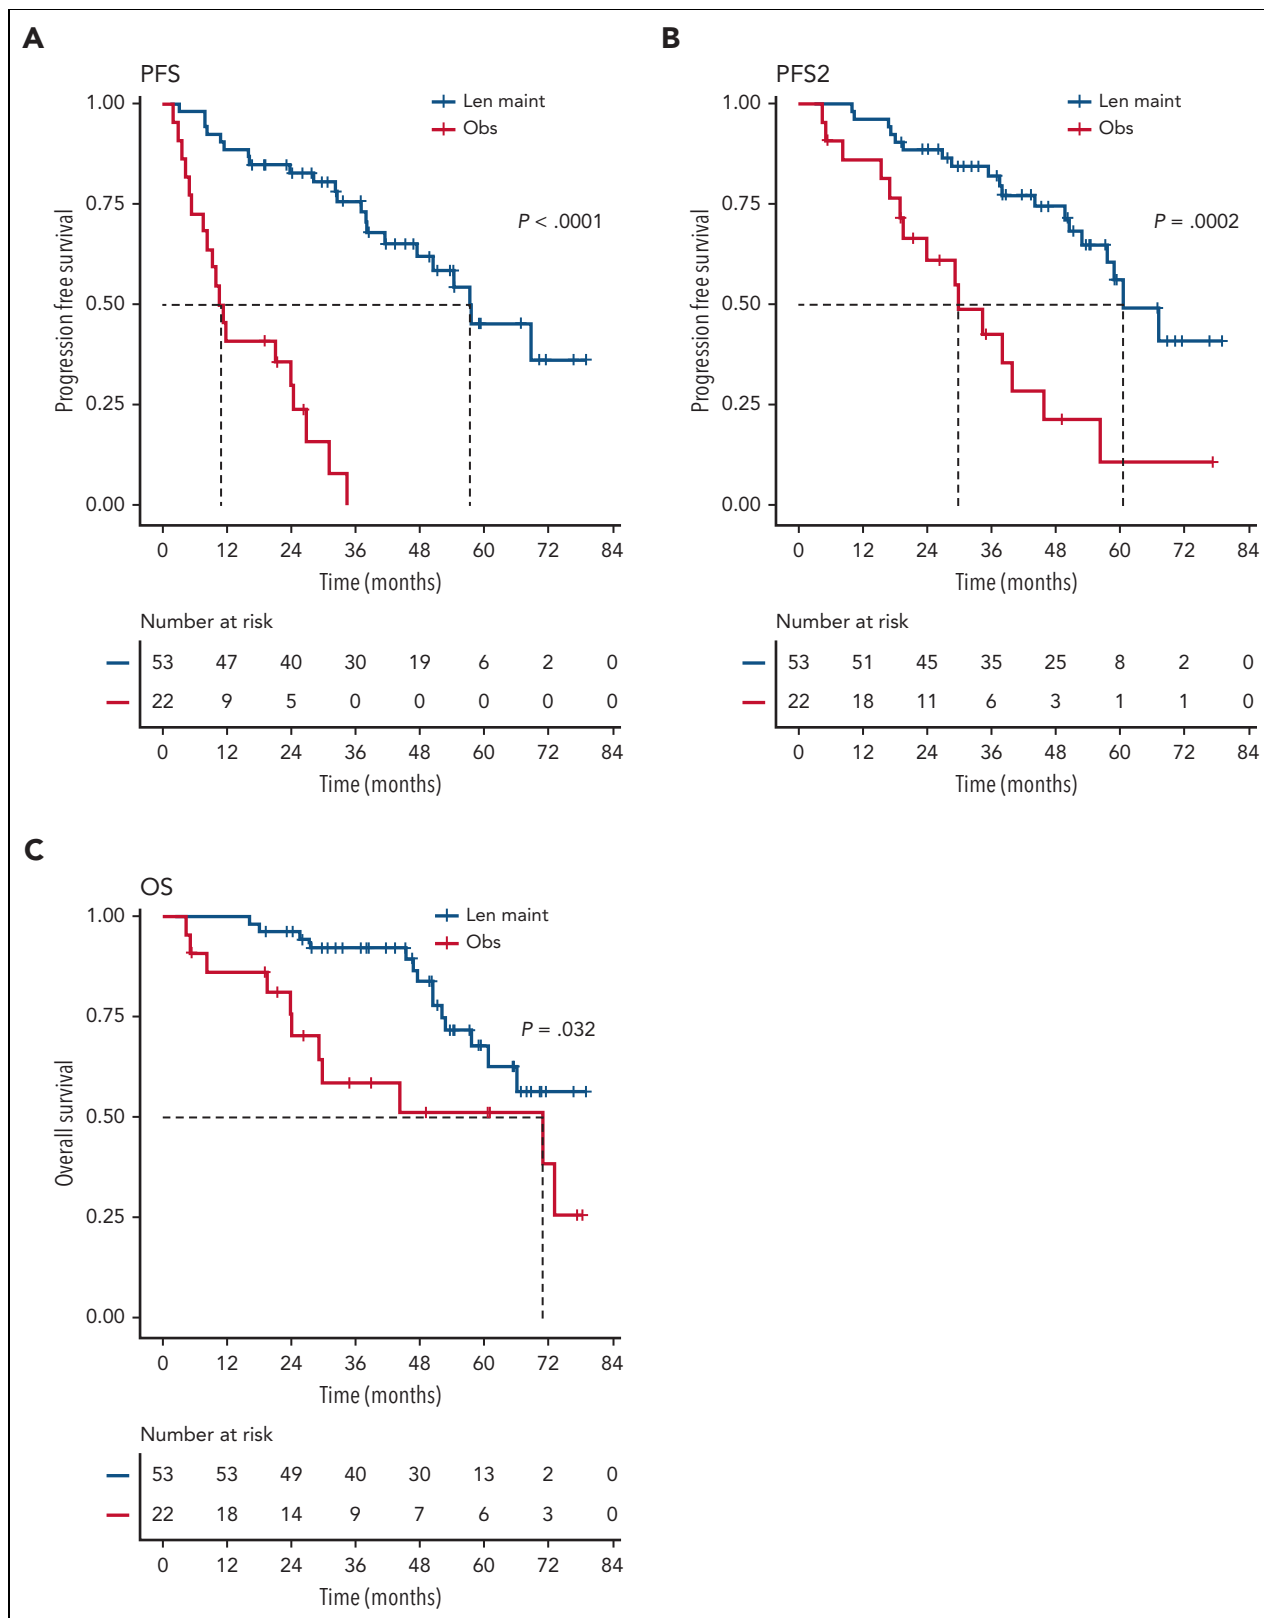 A
PFS
1.00
0.75
0.50
0.25
0.00
Progression free survival
Len maint
Obs
P < .0001
0 12 24 36 48 60 72 84
Time (months)
Number at risk
53 47 40 30 19 6 2 0
22 9 5 0 0 0 0 0
0 12 24 36 48 60 72 84
Time (months)
B
PFS2
1.00
0.75
0.50
0.25
0.00
Progression free survival
Len maint
Obs
P = .0002
0 12 24 36 48 60 72 84
Time (months)
Number at risk
53 51 45 35 25 8 2 0
22 18 11 6 3 1 1 0
0 12 24 36 48 60 72 84
Time (months)
C
OS
1.00
0.75
0.50
0.25
0.00
Overall survival
Len maint
Obs
P = .032
0 12 24 36 48 60 72 84
Time (months)
Number at risk
53 53 49 40 30 13 2 0
22 18 14 9 7 6 3 0
0 12 24 36 48 60 72 84
Time (months)